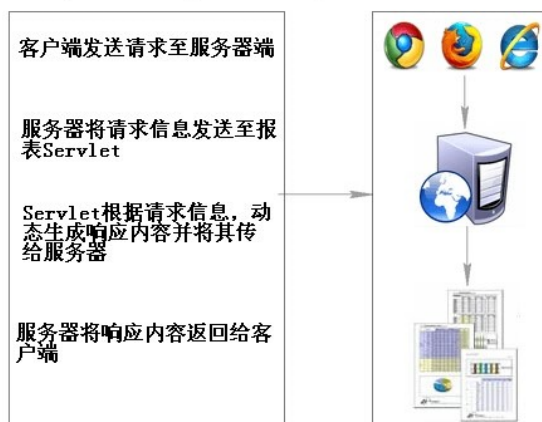 客户端发送请求至服务器端
服务器将请求信息发送至报
表Servlet
Servlet根据请求信息，动
态生成响应内容并将其传
给服务器
服务器将响应内容返回给客
户端